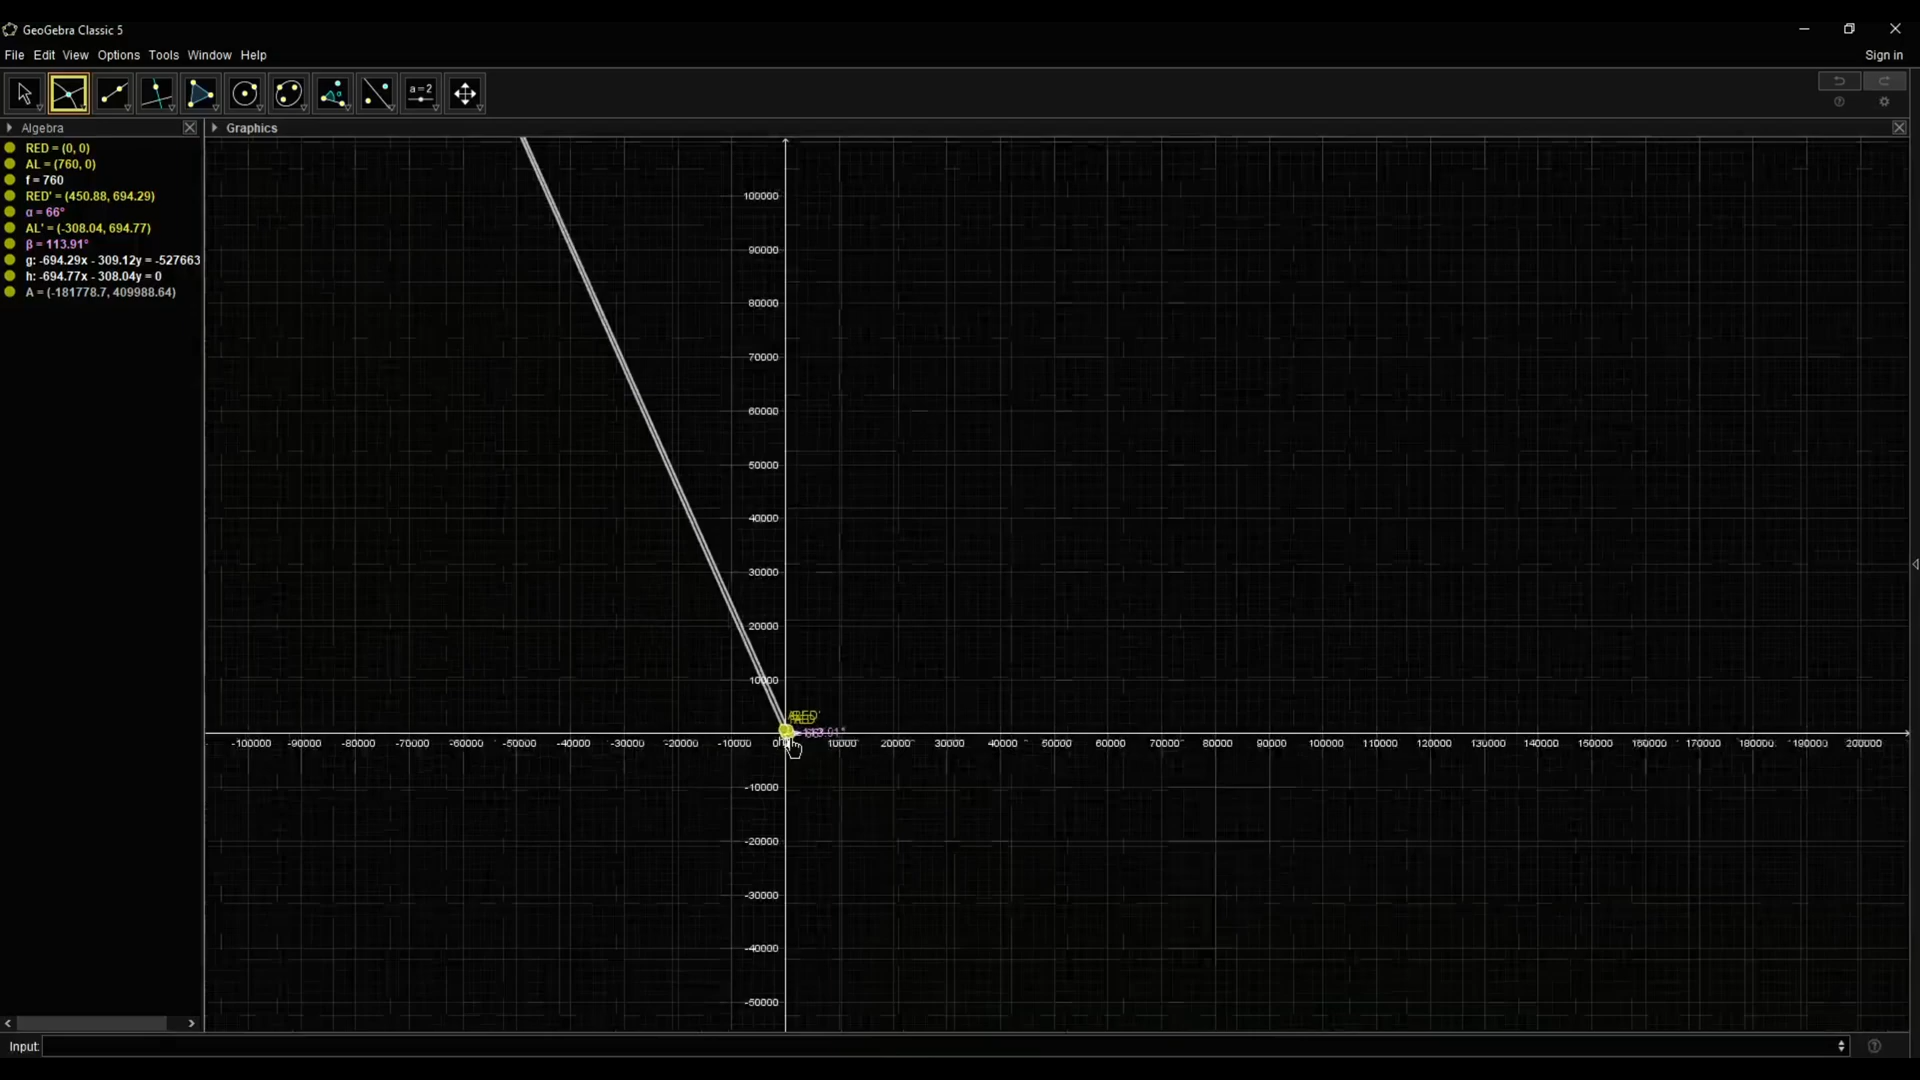 GeoGebra Classic 5
File Edit View Options Tools Window Help
Sign in
a=2
Algebra
Graphics
RED = (0, 0)
AL = (760, 0)
f = 760
RED' = (450.88, 694.29)
α = 66°
AL' = (-308.04, 694.77)
β = 113.91°
g: -694.29x - 309.12y = -527663
h: -694.77x - 308.04y = 0
A = (-181778.7, 409988.64)
100000
90000
80000
70000
60000
50000
40000
30000
20000
10000
-100000 -90000 -80000 -70000 -60000 -50000 -40000 -30000 -20000 -10000 0 10000 20000 30000 40000 50000 60000 70000 80000 90000 100000 110000 120000 130000 140000 150000 160000 170000 180000 190000 200000
-10000
-20000
-30000
-40000
-50000
Input: